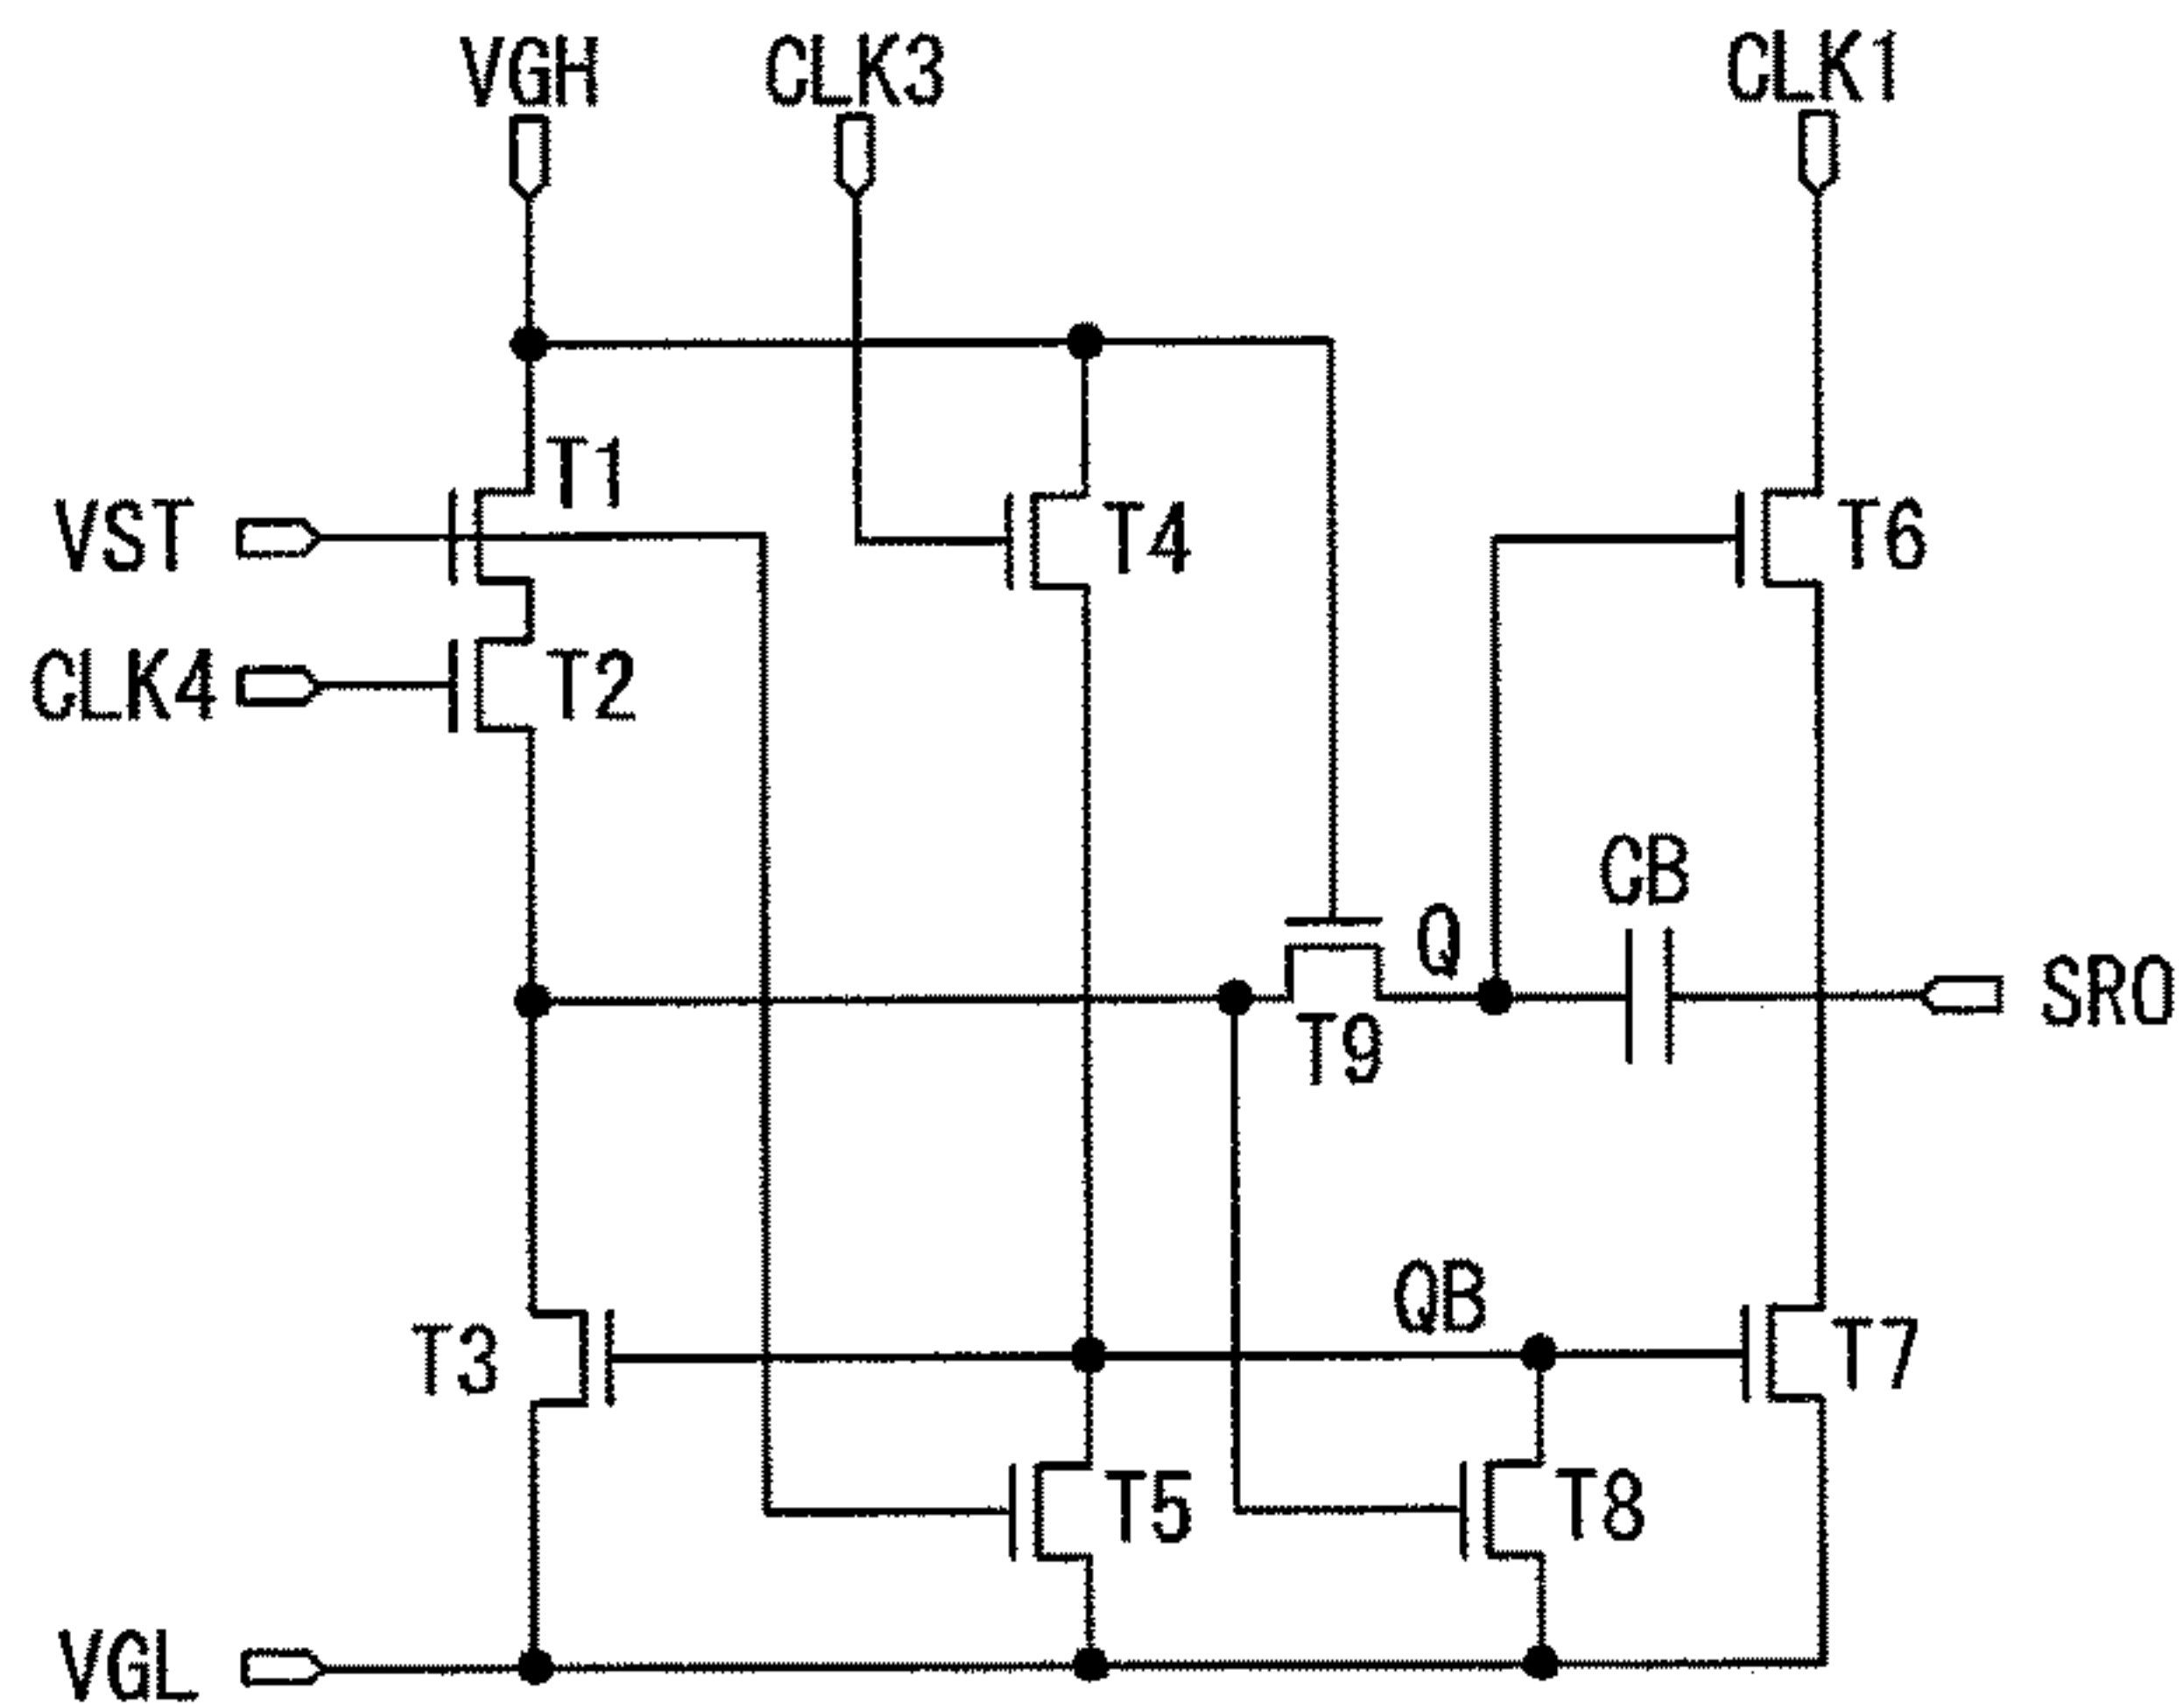 VGH CLK3 CLK1
T1
VST T4 T6
CLK4 T2
CB
Q
SRO
T9
QB
T3 T7
T5 T8
VGL